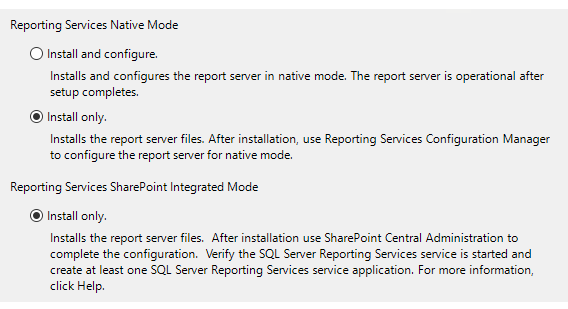 Reporting Services Native Mode
Install and configure.
Installs and configures the report server in native mode. The report server is operational after
setup completes.
Install only.
Installs the report server files. After installation, use Reporting Services Configuration Manager
to configure the report server for native mode.
Reporting Services SharePoint Integrated Mode
Install only.
Installs the report server files.  After installation use SharePoint Central Administration to
complete the configuration.  Verify the SQL Server Reporting Services service is started and
create at least one SQL Server Reporting Services service application. For more information,
click Help.